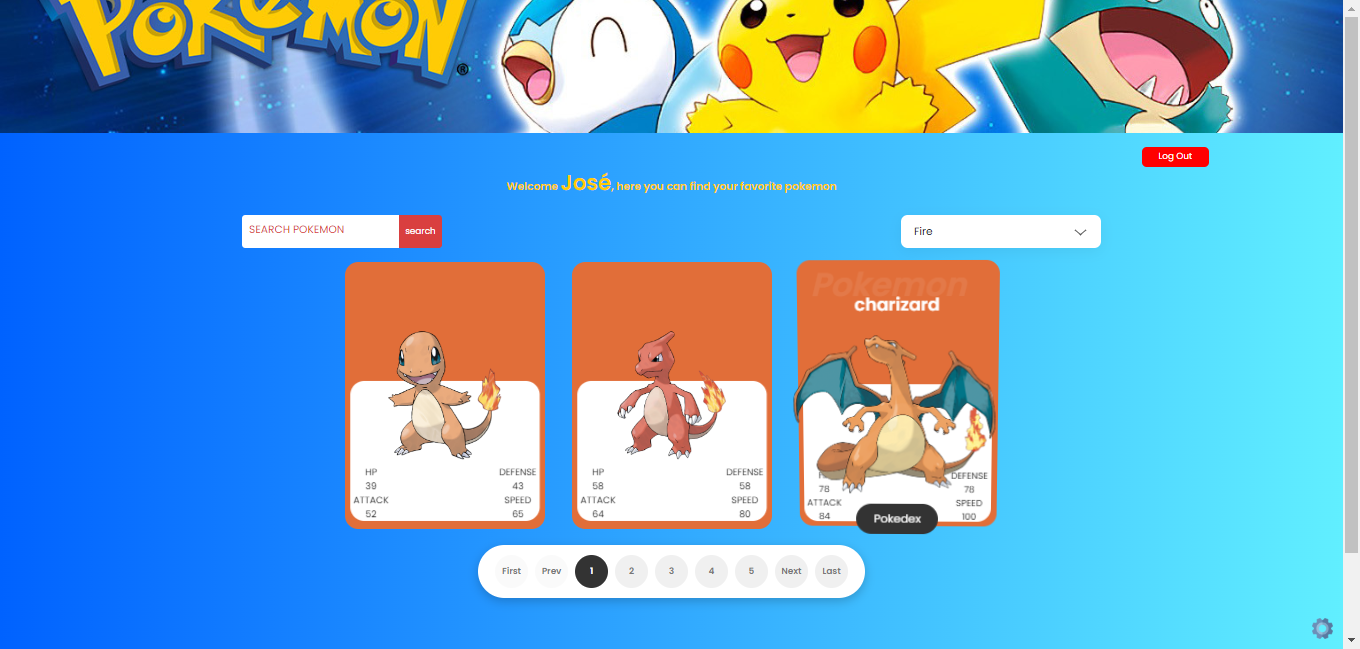 POKéMON
®
Log Out
Welcome José, here you can find your favorite pokemon
SEARCH POKEMON search
Fire
Pokemon
charizard
HP DEFENSE
39 43
ATTACK SPEED
52 65
HP DEFENSE
58 58
ATTACK SPEED
64 80
DEFENSE
78 78
ATTACK SPEED
84 100
Pokedex
First Prev 1 2 3 4 5 Next Last